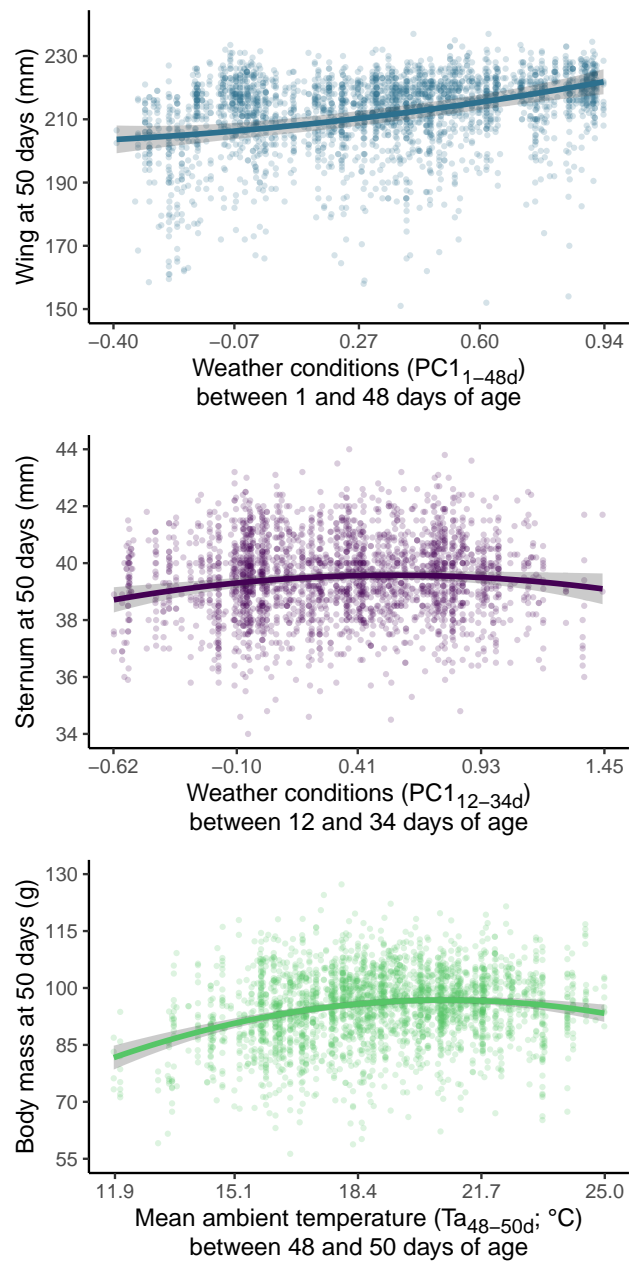 Wing at 50 days (mm)
230
210
190
170
150
−0.40 −0.07 0.27 0.60 0.94
Weather conditions (PC1₁₋₄₈d)
between 1 and 48 days of age
Sternum at 50 days (mm)
44
42
40
38
36
34
−0.62 −0.10 0.41 0.93 1.45
Weather conditions (PC1₁₂₋₃₄d)
between 12 and 34 days of age
Body mass at 50 days (g)
130
115
100
85
70
55
11.9 15.1 18.4 21.7 25.0
Mean ambient temperature (Ta₄₈₋₅₀d; °C)
between 48 and 50 days of age